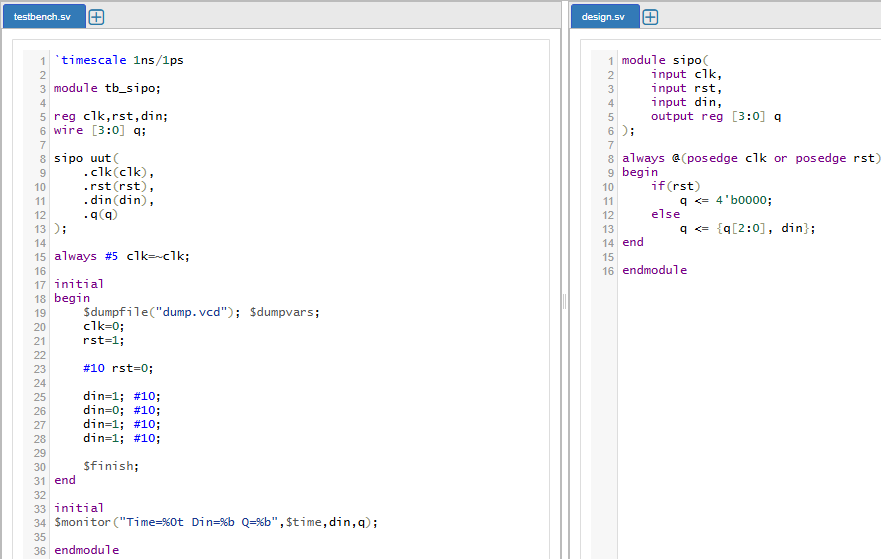 testbench.sv
1 `timescale 1ns/1ps
2
3 module tb_sipo;
4
5 reg clk,rst,din;
6 wire [3:0] q;
7
8 sipo uut(
9     .clk(clk),
10     .rst(rst),
11     .din(din),
12     .q(q)
13 );
14
15 always #5 clk=~clk;
16
17 initial
18 begin
19     $dumpfile("dump.vcd"); $dumpvars;
20     clk=0;
21     rst=1;
22
23     #10 rst=0;
24
25     din=1; #10;
26     din=0; #10;
27     din=1; #10;
28     din=1; #10;
29
30     $finish;
31 end
32
33 initial
34 $monitor("Time=%0t Din=%b Q=%b",$time,din,q);
35
36 endmodule
design.sv
1 module sipo(
2     input clk,
3     input rst,
4     input din,
5     output reg [3:0] q
6 );
7
8 always @(posedge clk or posedge rst)
9 begin
10     if(rst)
11         q <= 4'b0000;
12     else
13         q <= {q[2:0], din};
14 end
15
16 endmodule